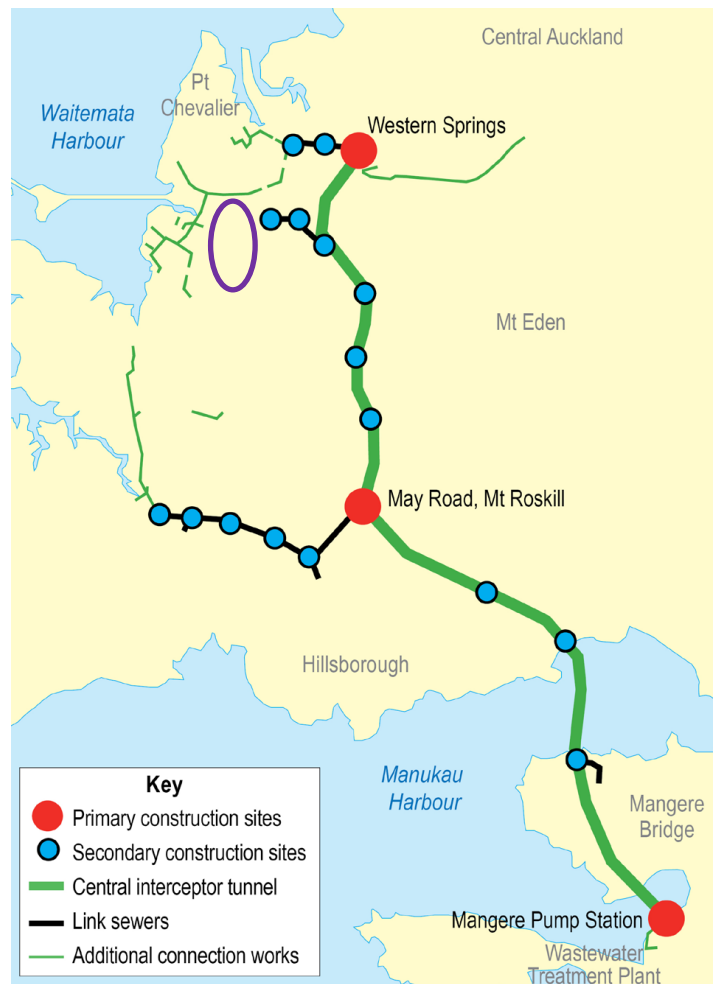 Central Auckland
Pt
Chevalier
Waitemata
Harbour
Western Springs
Mt Eden
May Road, Mt Roskill
Hillsborough
Manukau
Harbour
Mangere
Bridge
Mangere Pump Station
Wastewater
Treatment Plant
Key
Primary construction sites
Secondary construction sites
Central interceptor tunnel
Link sewers
Additional connection works